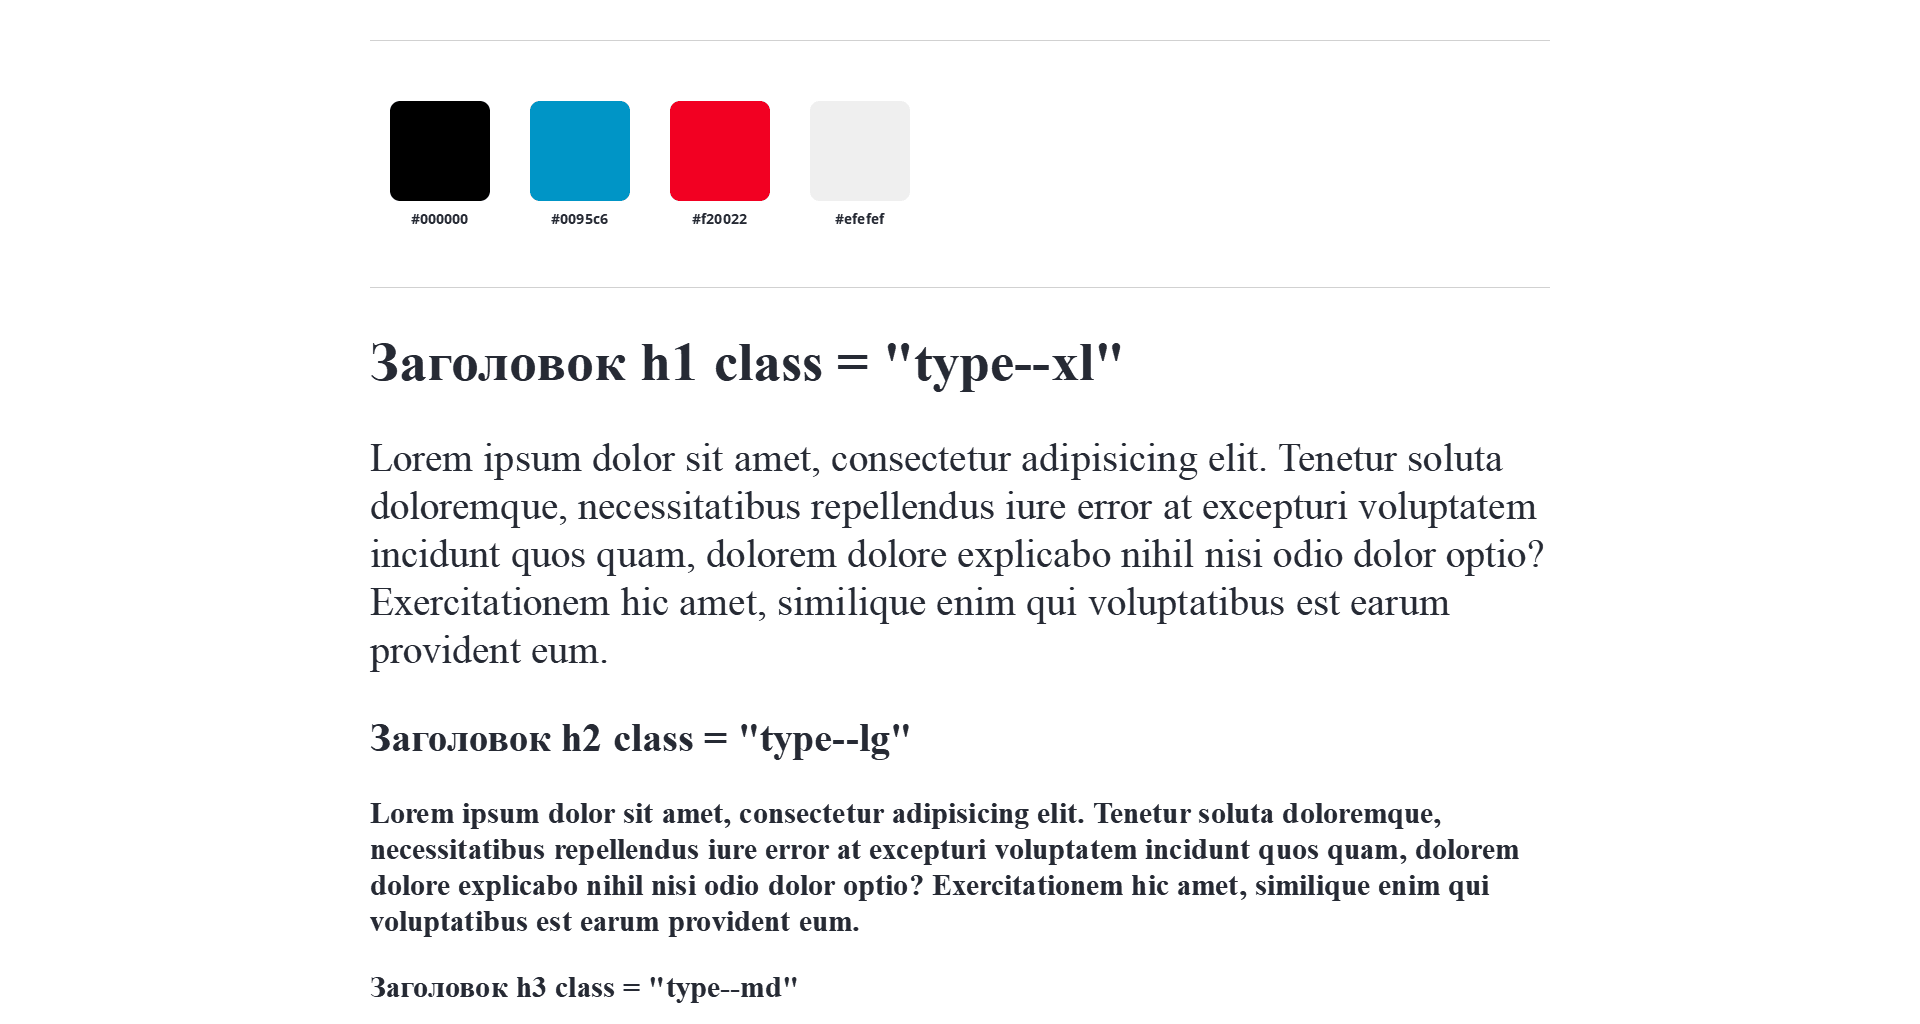 #000000 #0095c6 #f20022 #efefef
Заголовок h1 class = "type--xl"
Lorem ipsum dolor sit amet, consectetur adipisicing elit. Tenetur soluta
doloremque, necessitatibus repellendus iure error at excepturi voluptatem
incidunt quos quam, dolorem dolore explicabo nihil nisi odio dolor optio?
Exercitationem hic amet, similique enim qui voluptatibus est earum
provident eum.
Заголовок h2 class = "type--lg"
Lorem ipsum dolor sit amet, consectetur adipisicing elit. Tenetur soluta doloremque,
necessitatibus repellendus iure error at excepturi voluptatem incidunt quos quam, dolorem
dolore explicabo nihil nisi odio dolor optio? Exercitationem hic amet, similique enim qui
voluptatibus est earum provident eum.
Заголовок h3 class = "type--md"